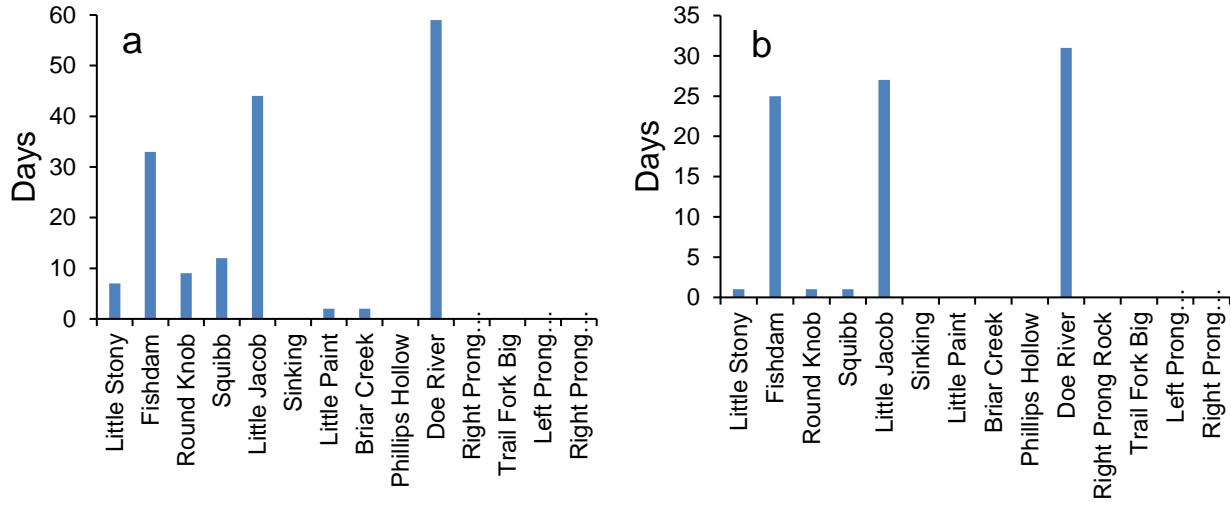 a
Days
60
50
40
30
20
10
0
Little Stony
Fishdam
Round Knob
Squibb
Little Jacob
Sinking
Little Paint
Briar Creek
Phillips Hollow
Doe River
Right Prong…
Trail Fork Big
Left Prong…
Right Prong…
b
Days
35
30
25
20
15
10
5
0
Little Stony
Fishdam
Round Knob
Squibb
Little Jacob
Sinking
Little Paint
Briar Creek
Phillips Hollow
Doe River
Right Prong Rock
Trail Fork Big
Left Prong…
Right Prong…